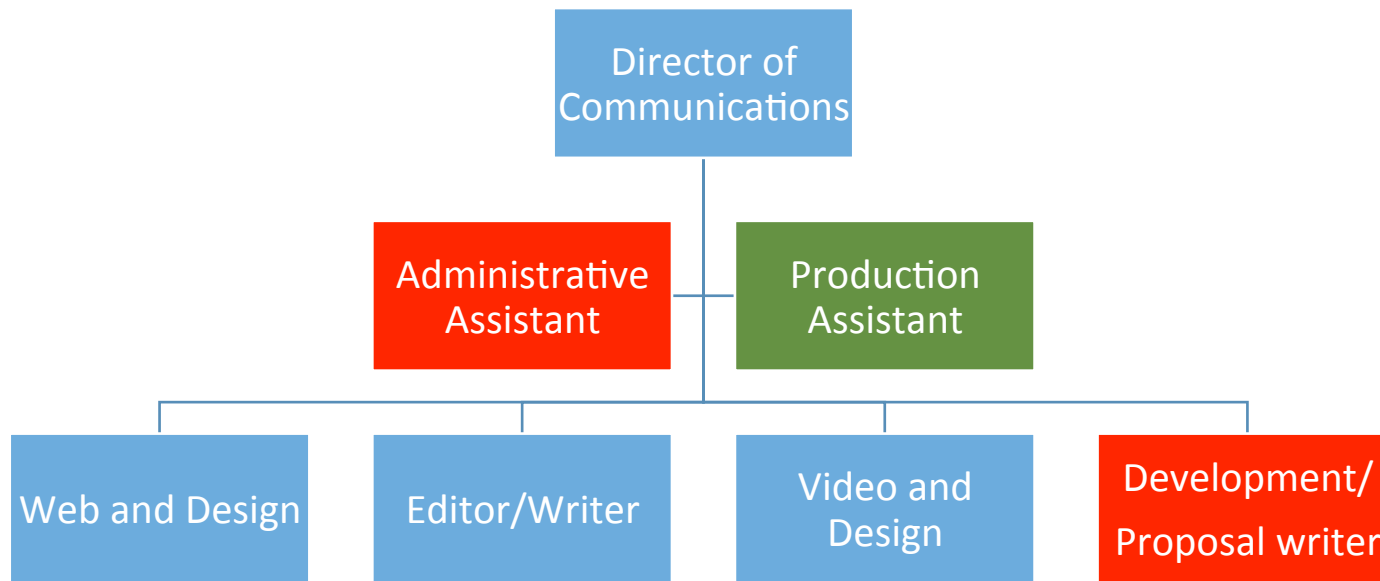 Director of
Communications
Administrative
Assistant
Production
Assistant
Web and Design
Editor/Writer
Video and
Design
Development/
Proposal writer